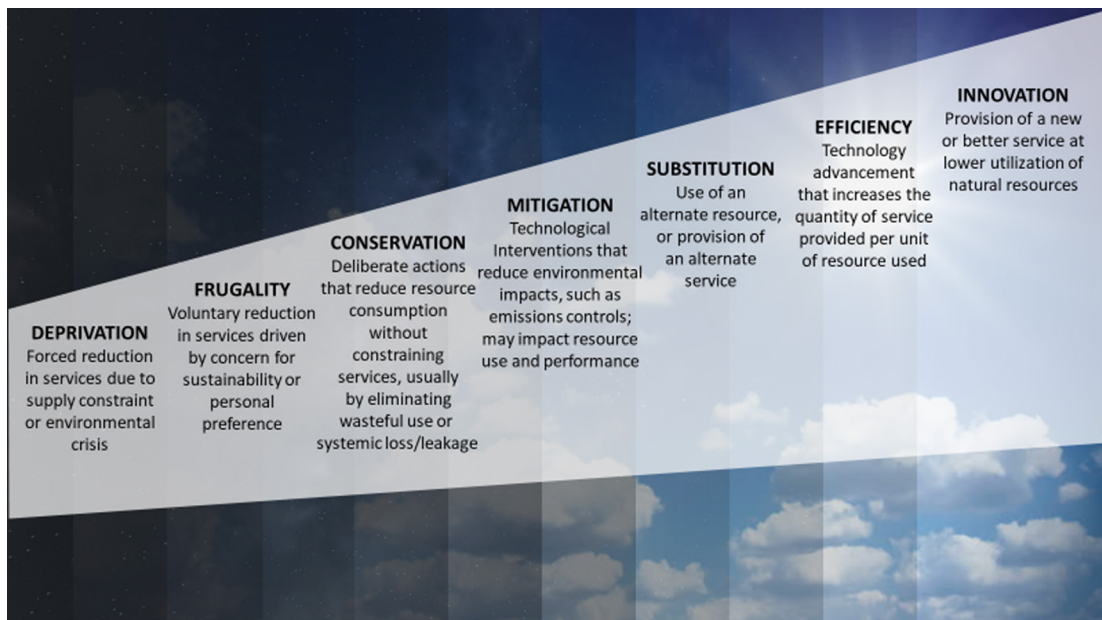 DEPRIVATION
Forced reduction
in services due to
supply constraint
or environmental
crisis
FRUGALITY
Voluntary reduction
in services driven
by concern for
sustainability or
personal
preference
CONSERVATION
Deliberate actions
that reduce resource
consumption
without
constraining
services, usually
by eliminating
wasteful use or
systemic loss/leakage
MITIGATION
Technological
Interventions that
reduce environmental
impacts, such as
emissions controls;
may impact resource
use and performance
SUBSTITUTION
Use of an
alternate resource,
or provision of
an alternate
service
EFFICIENCY
Technology
advancement
that increases the
quantity of service
provided per unit
of resource used
INNOVATION
Provision of a new
or better service at
lower utilization of
natural resources